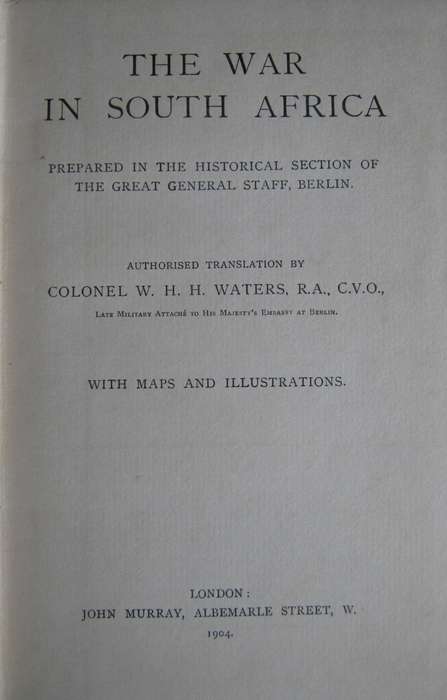 THE WAR
IN SOUTH AFRICA
PREPARED IN THE HISTORICAL SECTION OF
THE GREAT GENERAL STAFF, BERLIN.
AUTHORISED TRANSLATION BY
COLONEL W. H. H. WATERS, R.A., C.V.O.,
Late Military Attaché to His Majesty's Embassy at Berlin.
WITH MAPS AND ILLUSTRATIONS.
LONDON:
JOHN MURRAY, ALBEMARLE STREET, W.
1904.